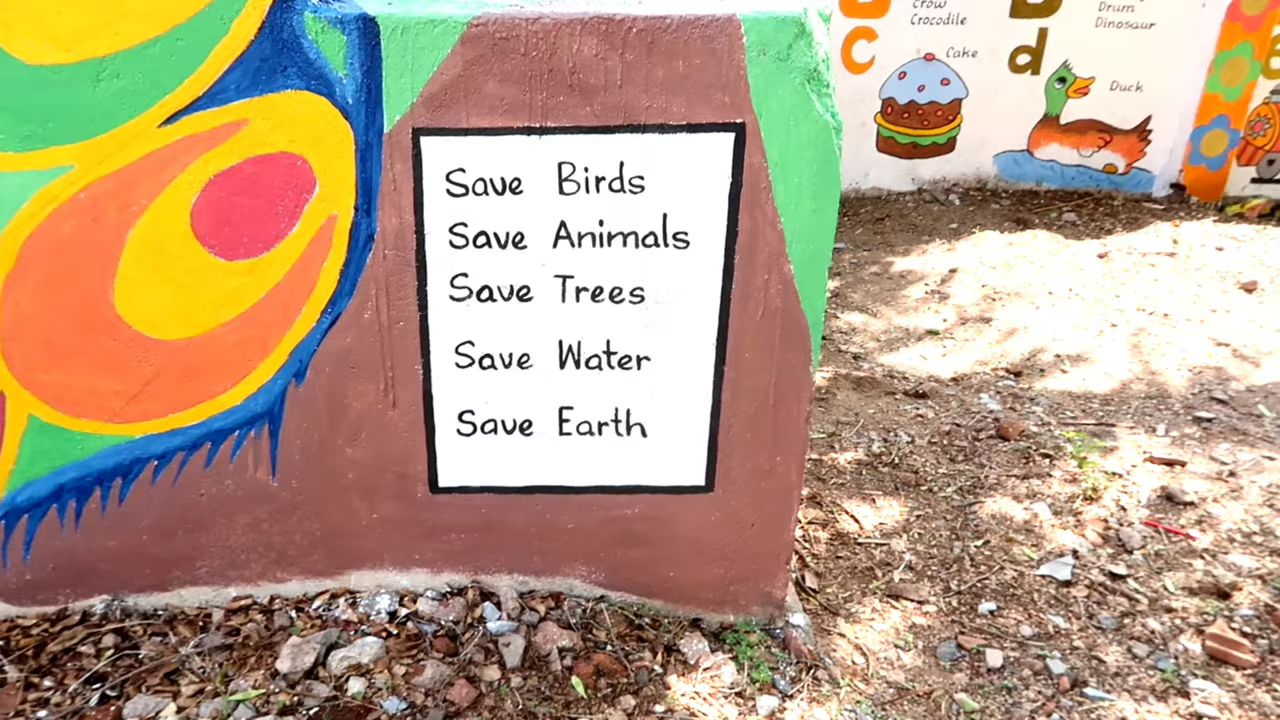 Save Birds
Save Animals
Save Trees
Save Water
Save Earth
Crow
Crocodile
c
Cake
Drum
Dinosaur
d
Duck